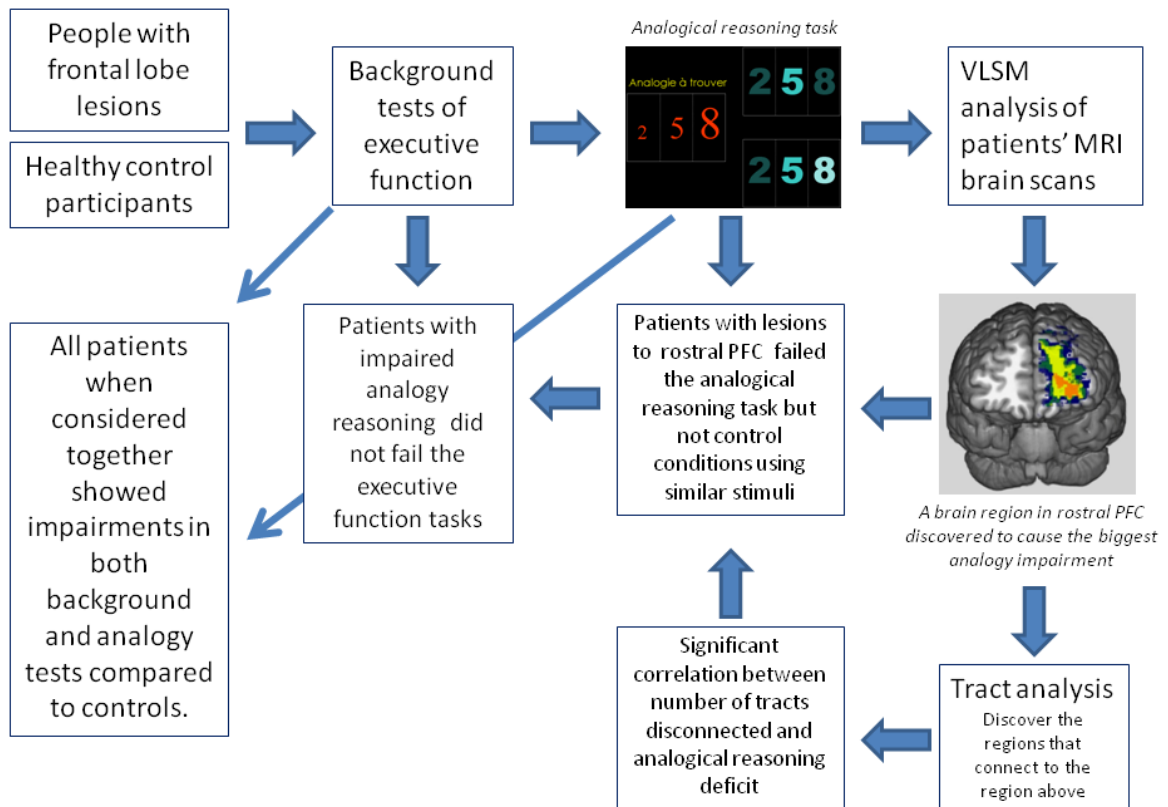 People with
frontal lobe
lesions
Healthy control
participants
Background
tests of
executive
function
Analogical reasoning task
Analogie à trouver
2 5 8
2 5 8
2 5 8
VLSM
analysis of
patients’ MRI
brain scans
All patients
when
considered
together
showed
impairments in
both
background
and analogy
tests compared
to controls.
Patients with
impaired
analogy
reasoning did
not fail the
executive
function tasks
Patients with lesions
to rostral PFC failed
the analogical
reasoning task but
not control
conditions using
similar stimuli
A brain region in rostral PFC
discovered to cause the biggest
analogy impairment
Significant
correlation between
number of tracts
disconnected and
analogical reasoning
deficit
Tract analysis
Discover the
regions that
connect to the
region above